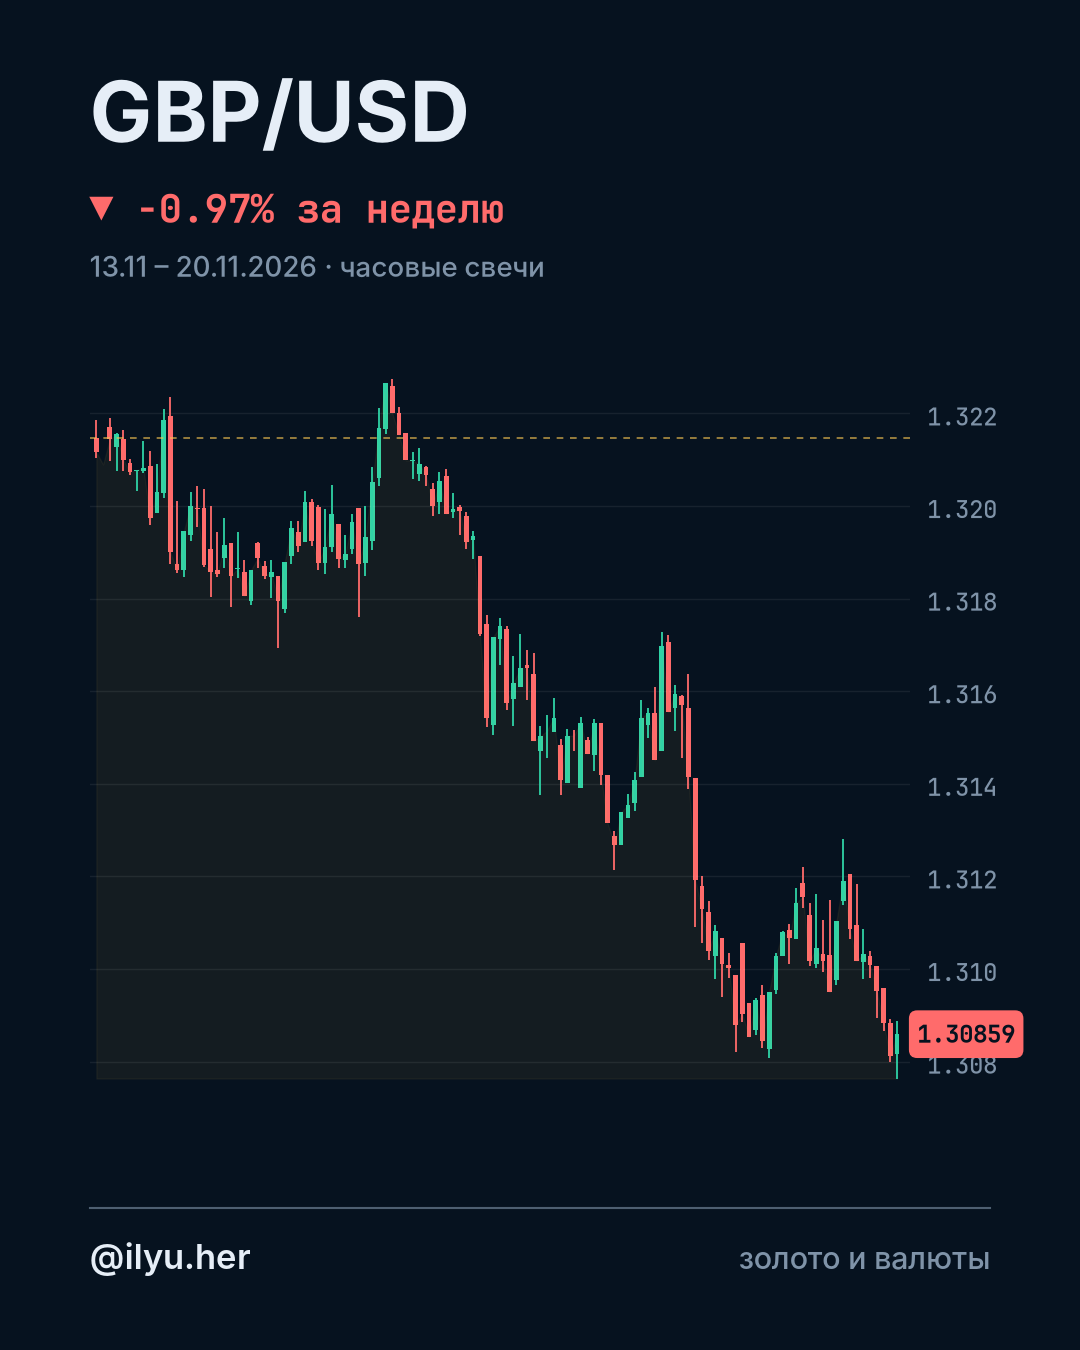 GBP/USD
▼ -0.97% за неделю
13.11 – 20.11.2026 · часовые свечи
1.322
1.320
1.318
1.316
1.314
1.312
1.310
1.30859
1.308
@ilyu.her
золото и валюты